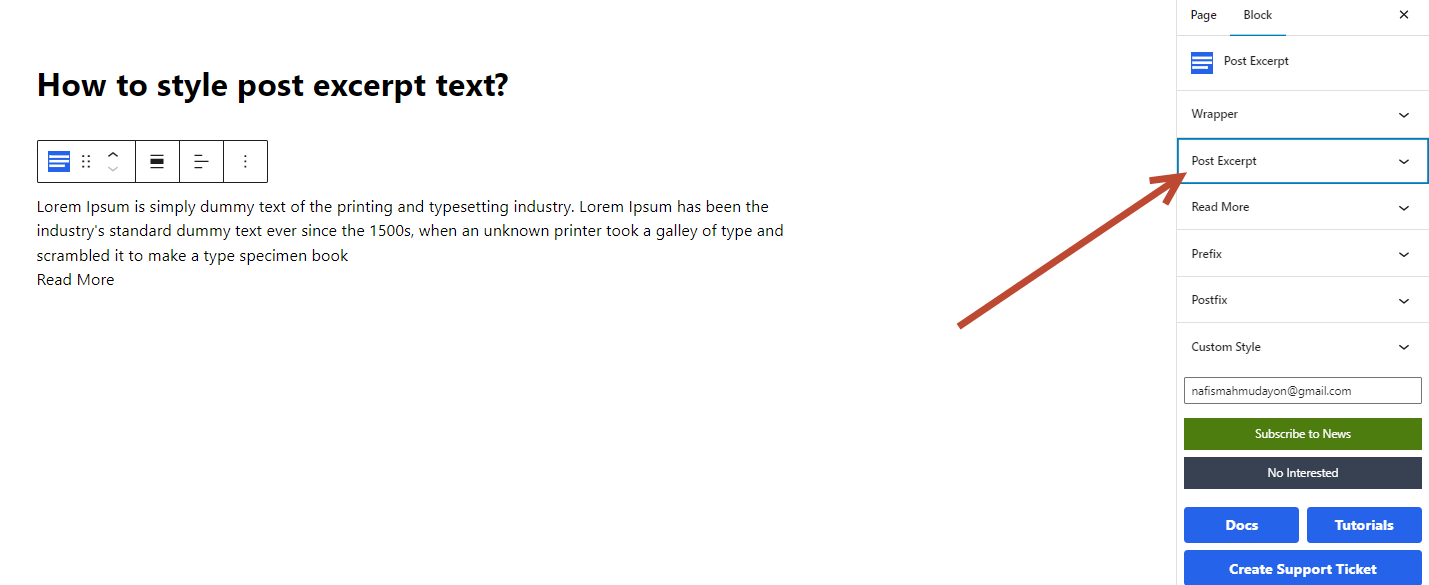 How to style post excerpt text?
Lorem Ipsum is simply dummy text of the printing and typesetting industry. Lorem Ipsum has been the
industry's standard dummy text ever since the 1500s, when an unknown printer took a galley of type and
scrambled it to make a type specimen book
Read More
Page Block
Post Excerpt
Wrapper
Post Excerpt
Read More
Prefix
Postfix
Custom Style
nafismahmudayon@gmail.com
Subscribe to News
No Interested
Docs Tutorials
Create Support Ticket